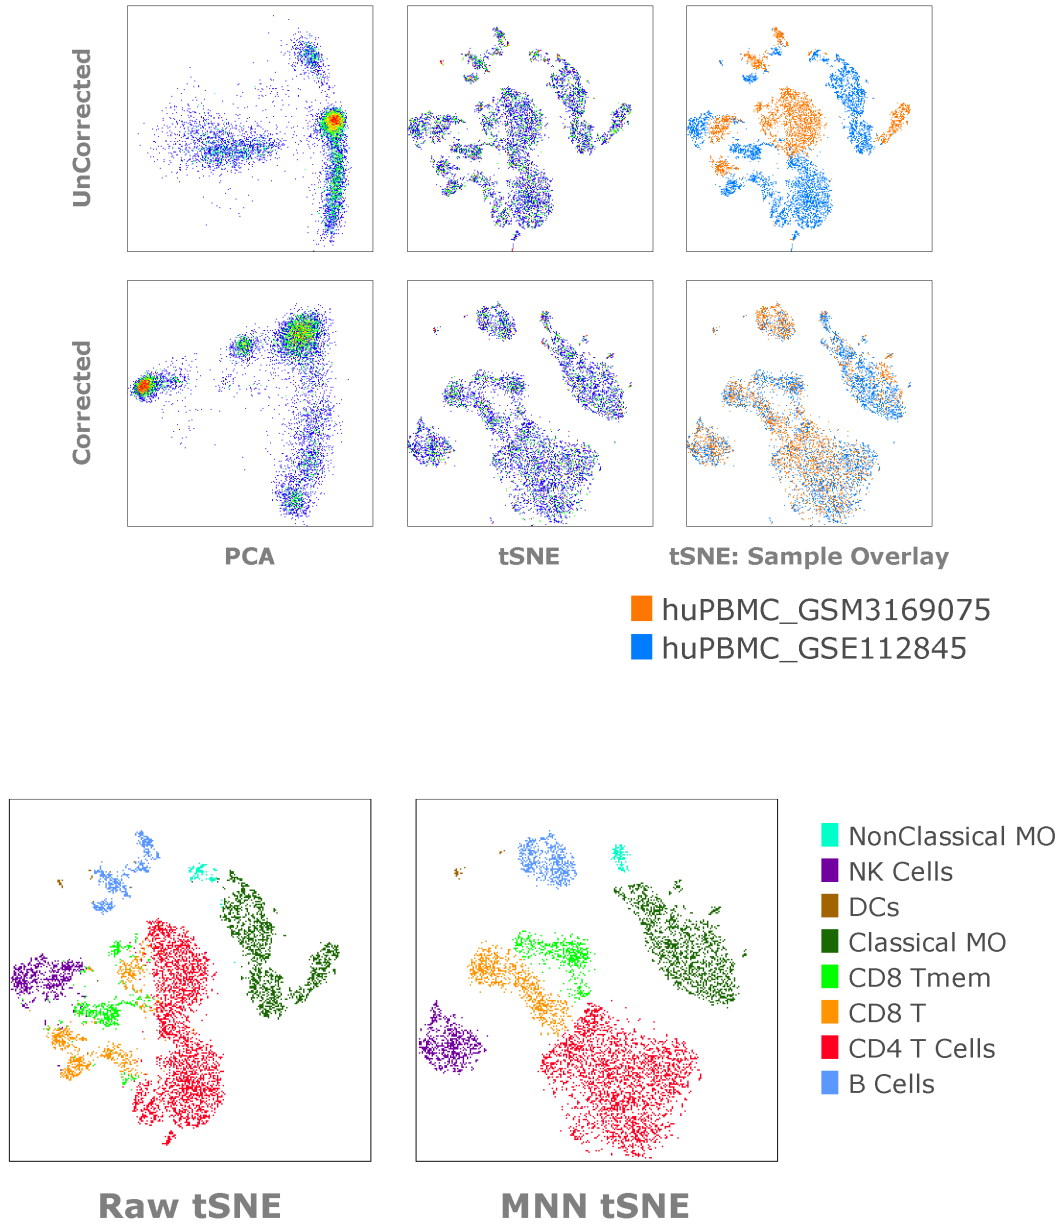 UnCorrected
Corrected
PCA
tSNE
tSNE: Sample Overlay
huPBMC_GSM3169075
huPBMC_GSE112845
NonClassical MO
NK Cells
DCs
Classical MO
CD8 Tmem
CD8 T
CD4 T Cells
B Cells
Raw tSNE
MNN tSNE